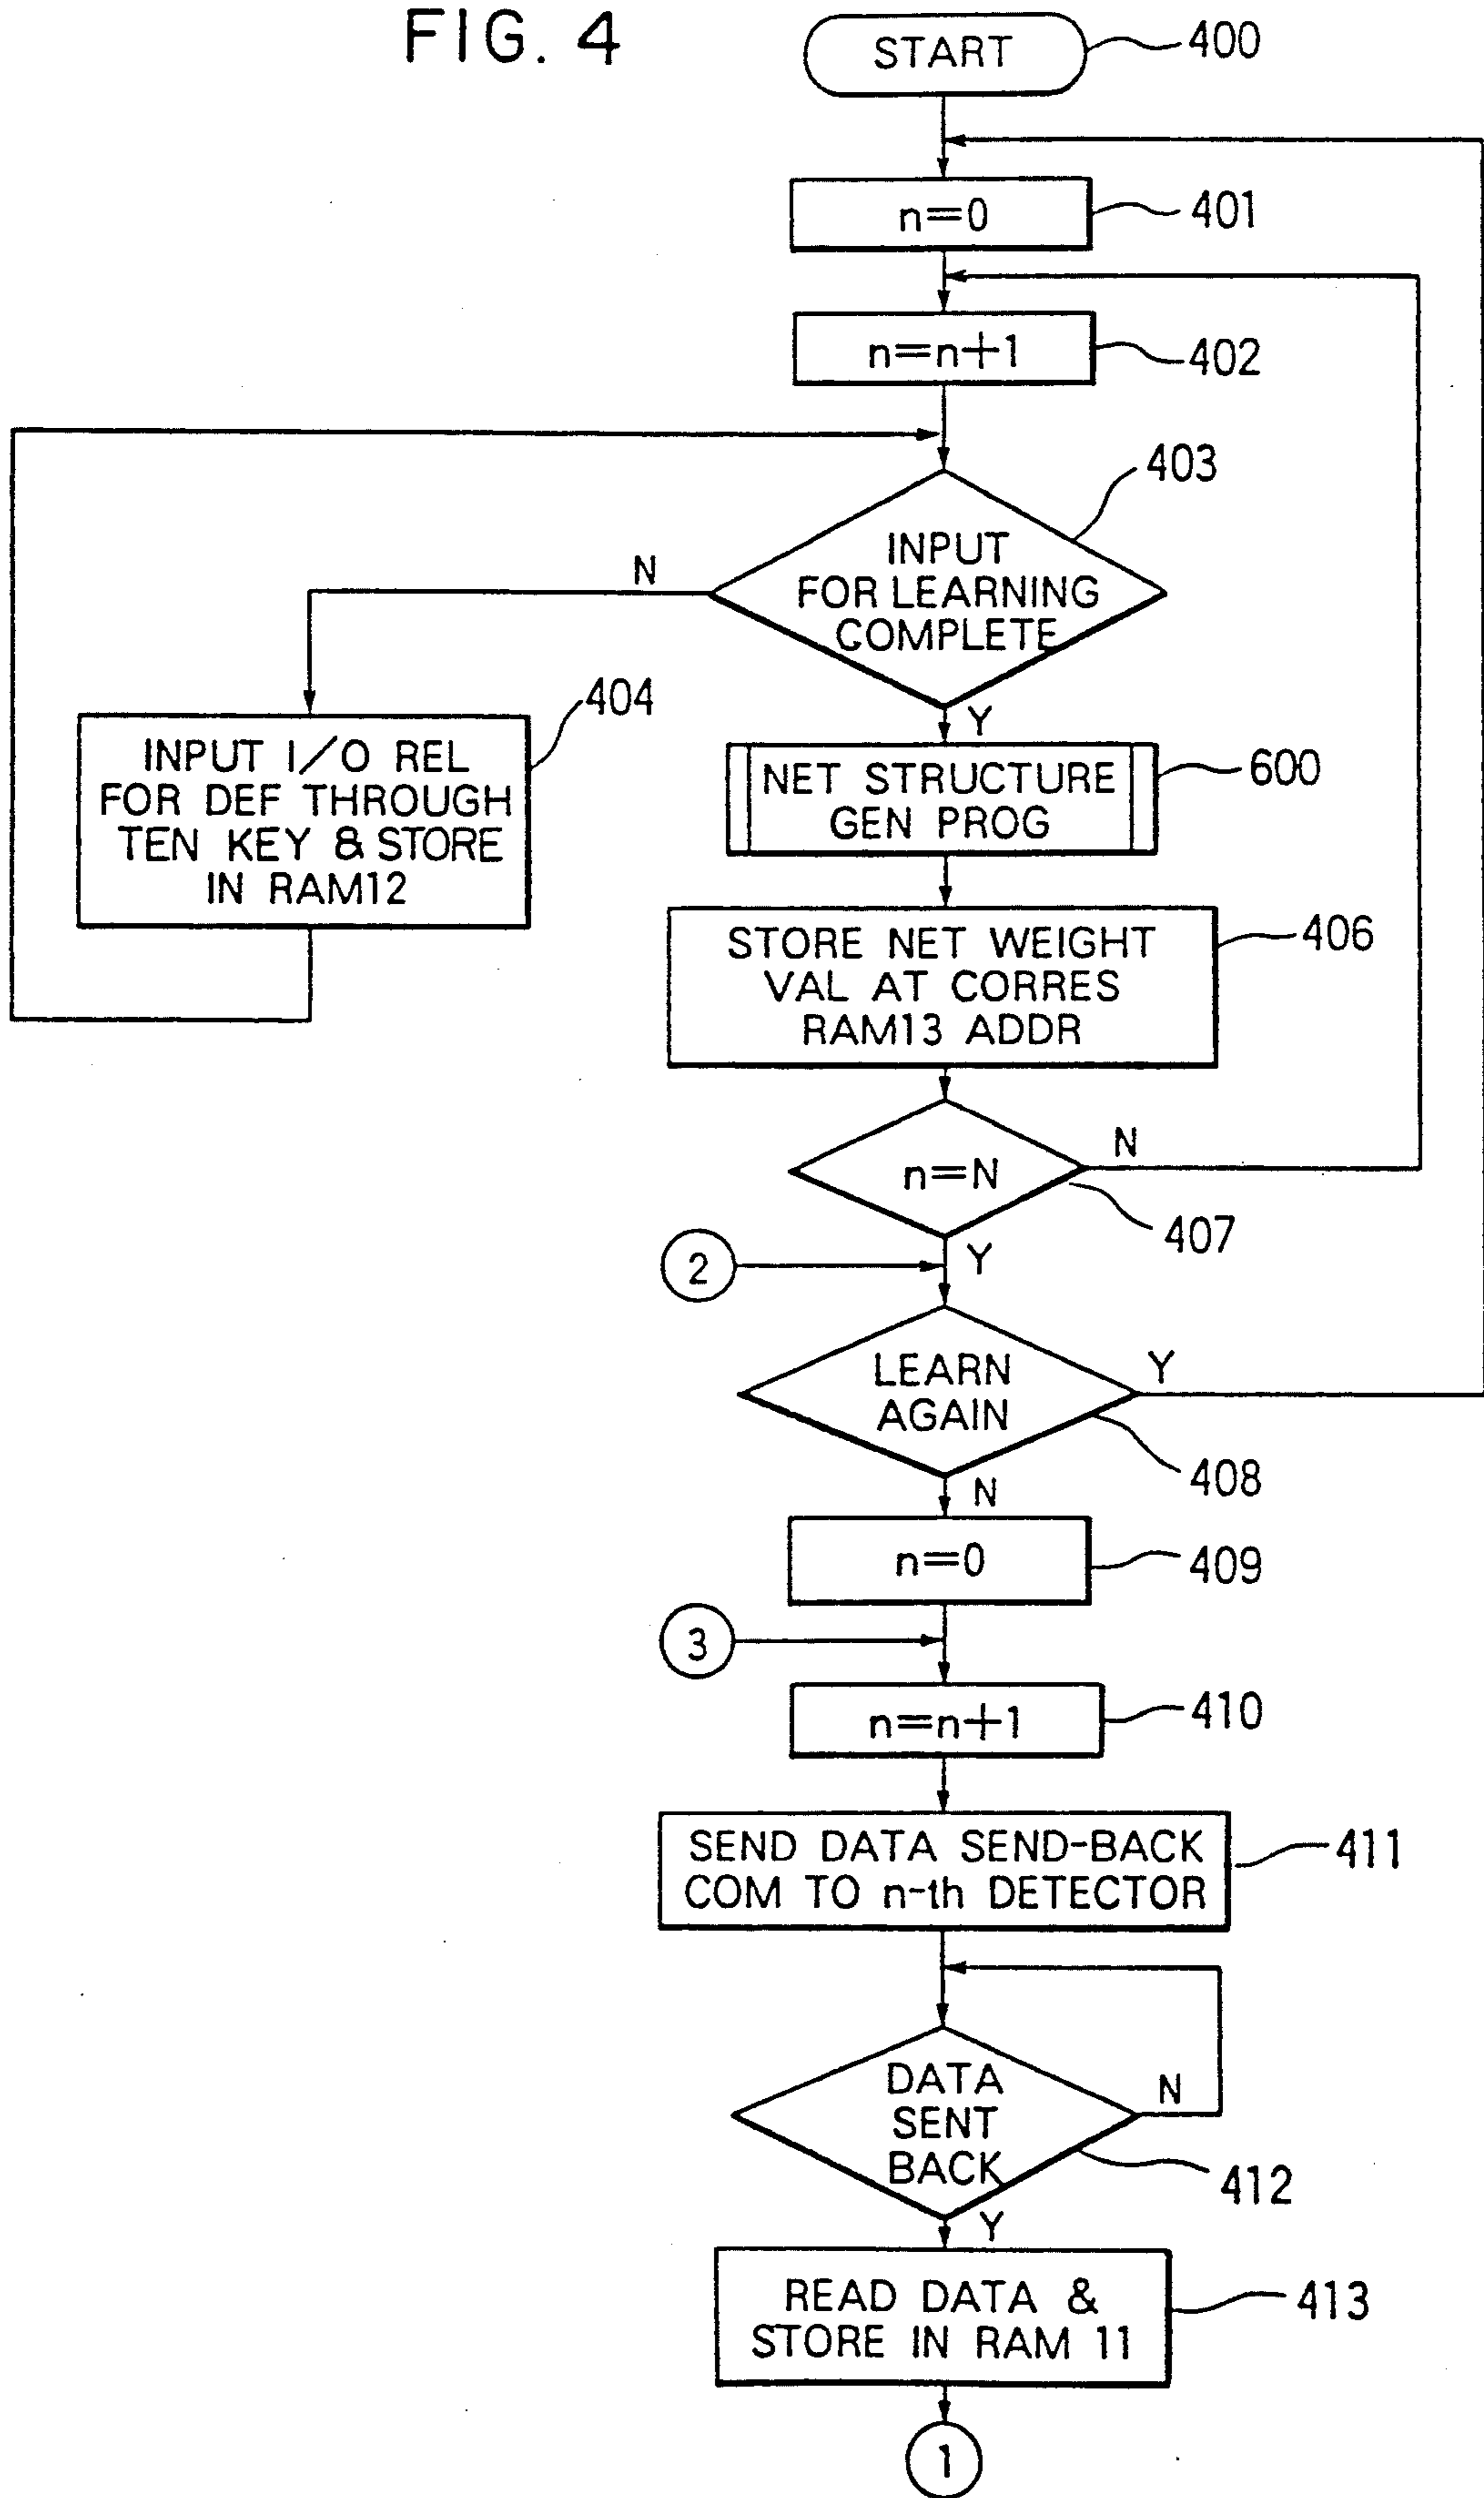 FIG. 4
START
400
n=0
401
n=n+1
402
403
INPUT
FOR LEARNING
COMPLETE
N
Y
404
INPUT I/O REL
FOR DEF THROUGH
TEN KEY & STORE
IN RAM12
NET STRUCTURE
GEN PROG
600
STORE NET WEIGHT
VAL AT CORRES
RAM13 ADDR
406
n=N
N
407
Y
2
LEARN
AGAIN
Y
408
N
n=0
409
3
n=n+1
410
SEND DATA SEND-BACK
COM TO n-th DETECTOR
411
DATA
SENT
BACK
N
412
Y
READ DATA &
STORE IN RAM 11
413
1